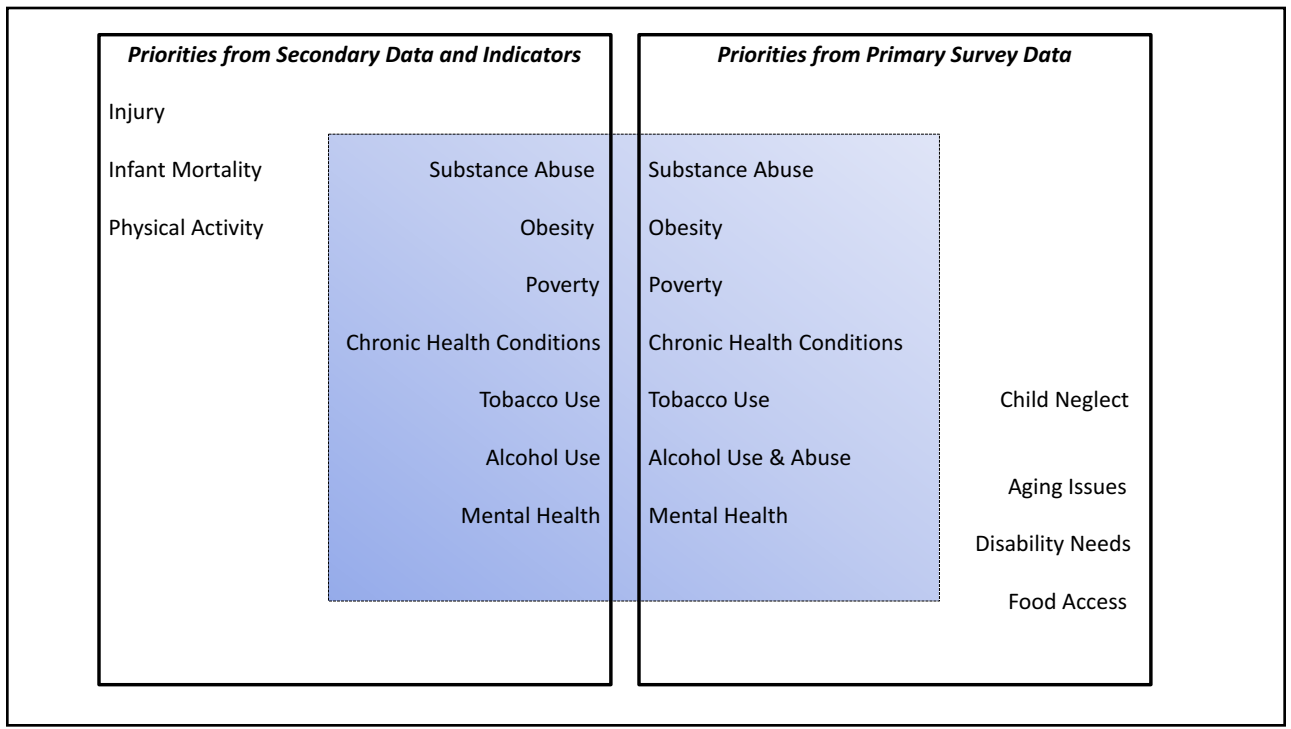 Priorities from Secondary Data and Indicators
Injury
Infant Mortality
Physical Activity
Substance Abuse
Obesity
Poverty
Chronic Health Conditions
Tobacco Use
Alcohol Use
Mental Health
Priorities from Primary Survey Data
Substance Abuse
Obesity
Poverty
Chronic Health Conditions
Tobacco Use
Alcohol Use & Abuse
Mental Health
Child Neglect
Aging Issues
Disability Needs
Food Access